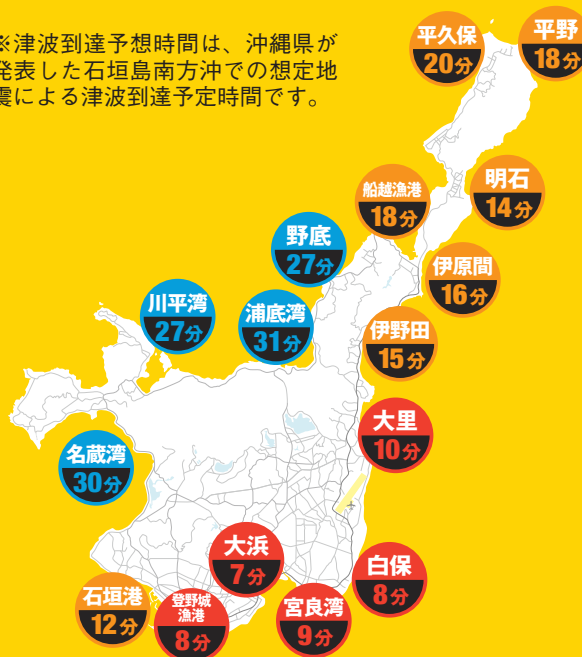 ※津波到達予想時間は、沖縄県が
発表した石垣島南方沖での想定地
震による津波到達予定時間です。
平久保
20分
平野
18分
船越漁港
18分
明石
14分
野底
27分
伊原間
16分
川平湾
27分
浦底湾
31分
伊野田
15分
大里
10分
名蔵湾
30分
大浜
7分
白保
8分
石垣港
12分
登野城
漁港
8分
宮良湾
9分